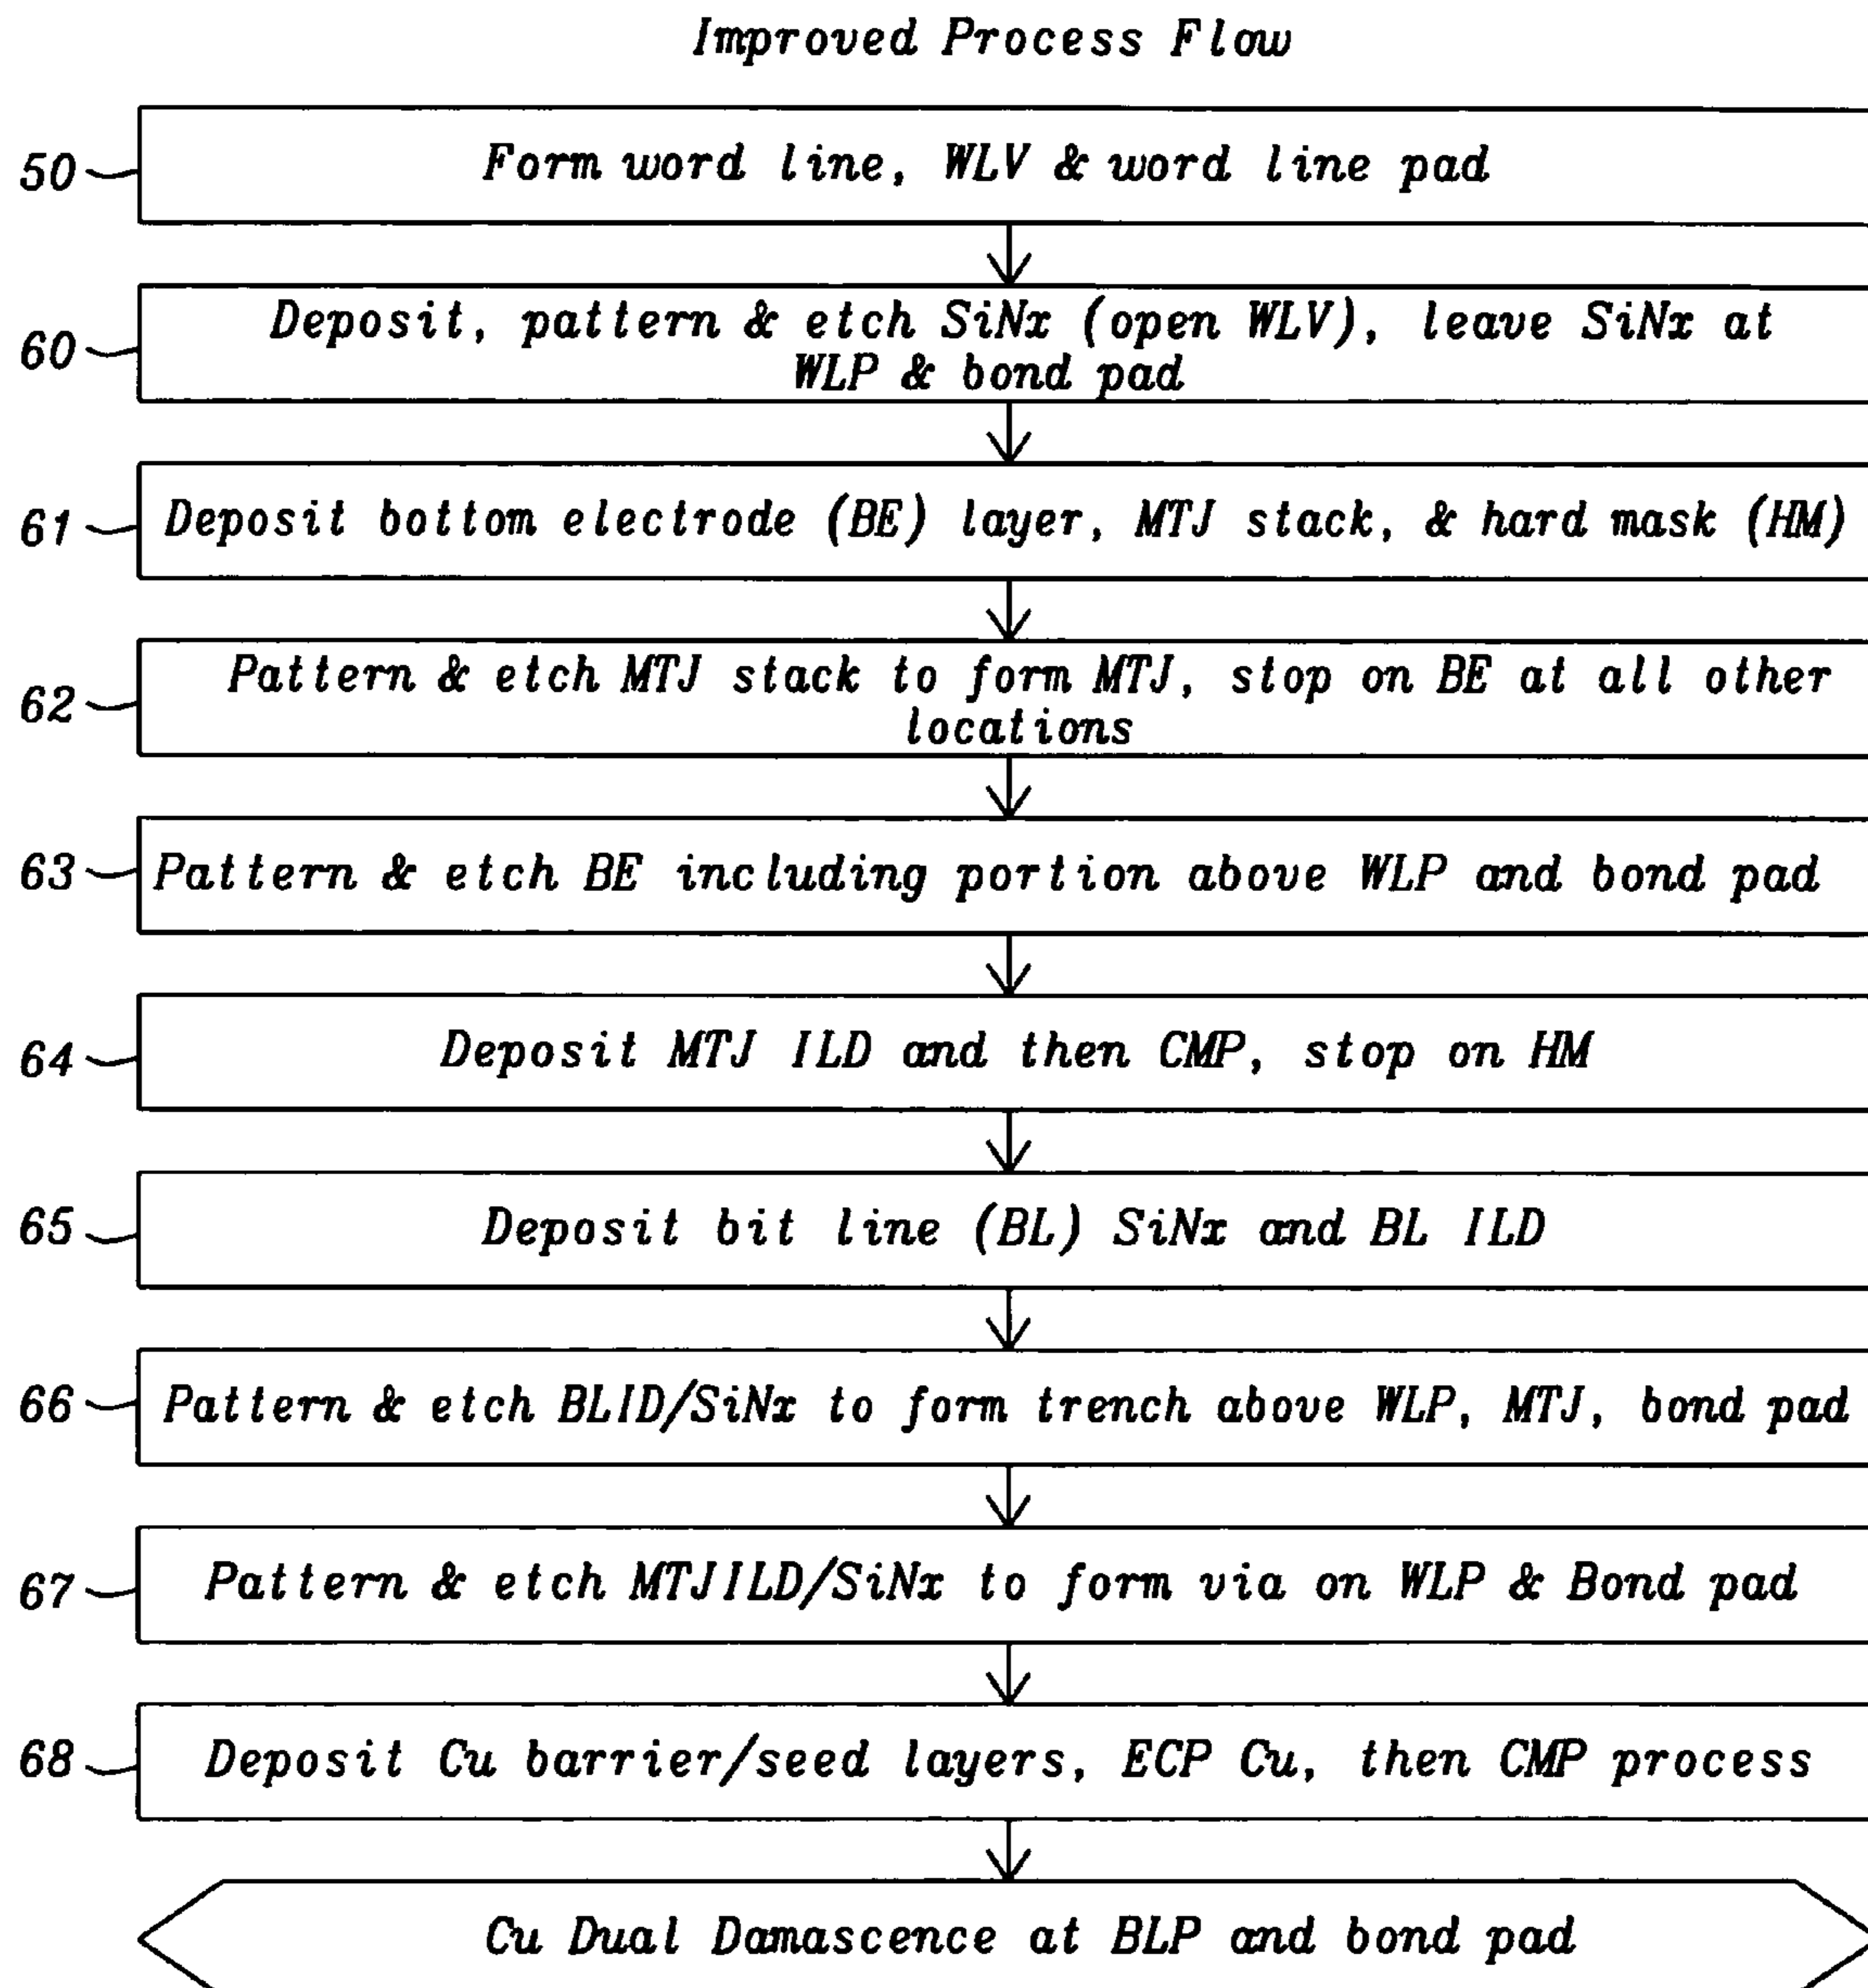 Improved Process Flow
50
Form word line, WLV & word line pad
60
Deposit, pattern & etch SiNx (open WLV), leave SiNx at
WLP & bond pad
61
Deposit bottom electrode (BE) layer, MTJ stack, & hard mask (HM)
62
Pattern & etch MTJ stack to form MTJ, stop on BE at all other
locations
63
Pattern & etch BE including portion above WLP and bond pad
64
Deposit MTJ ILD and then CMP, stop on HM
65
Deposit bit line (BL) SiNx and BL ILD
66
Pattern & etch BLID/SiNx to form trench above WLP, MTJ, bond pad
67
Pattern & etch MTJILD/SiNx to form via on WLP & Bond pad
68
Deposit Cu barrier/seed layers, ECP Cu, then CMP process
Cu Dual Damascence at BLP and bond pad